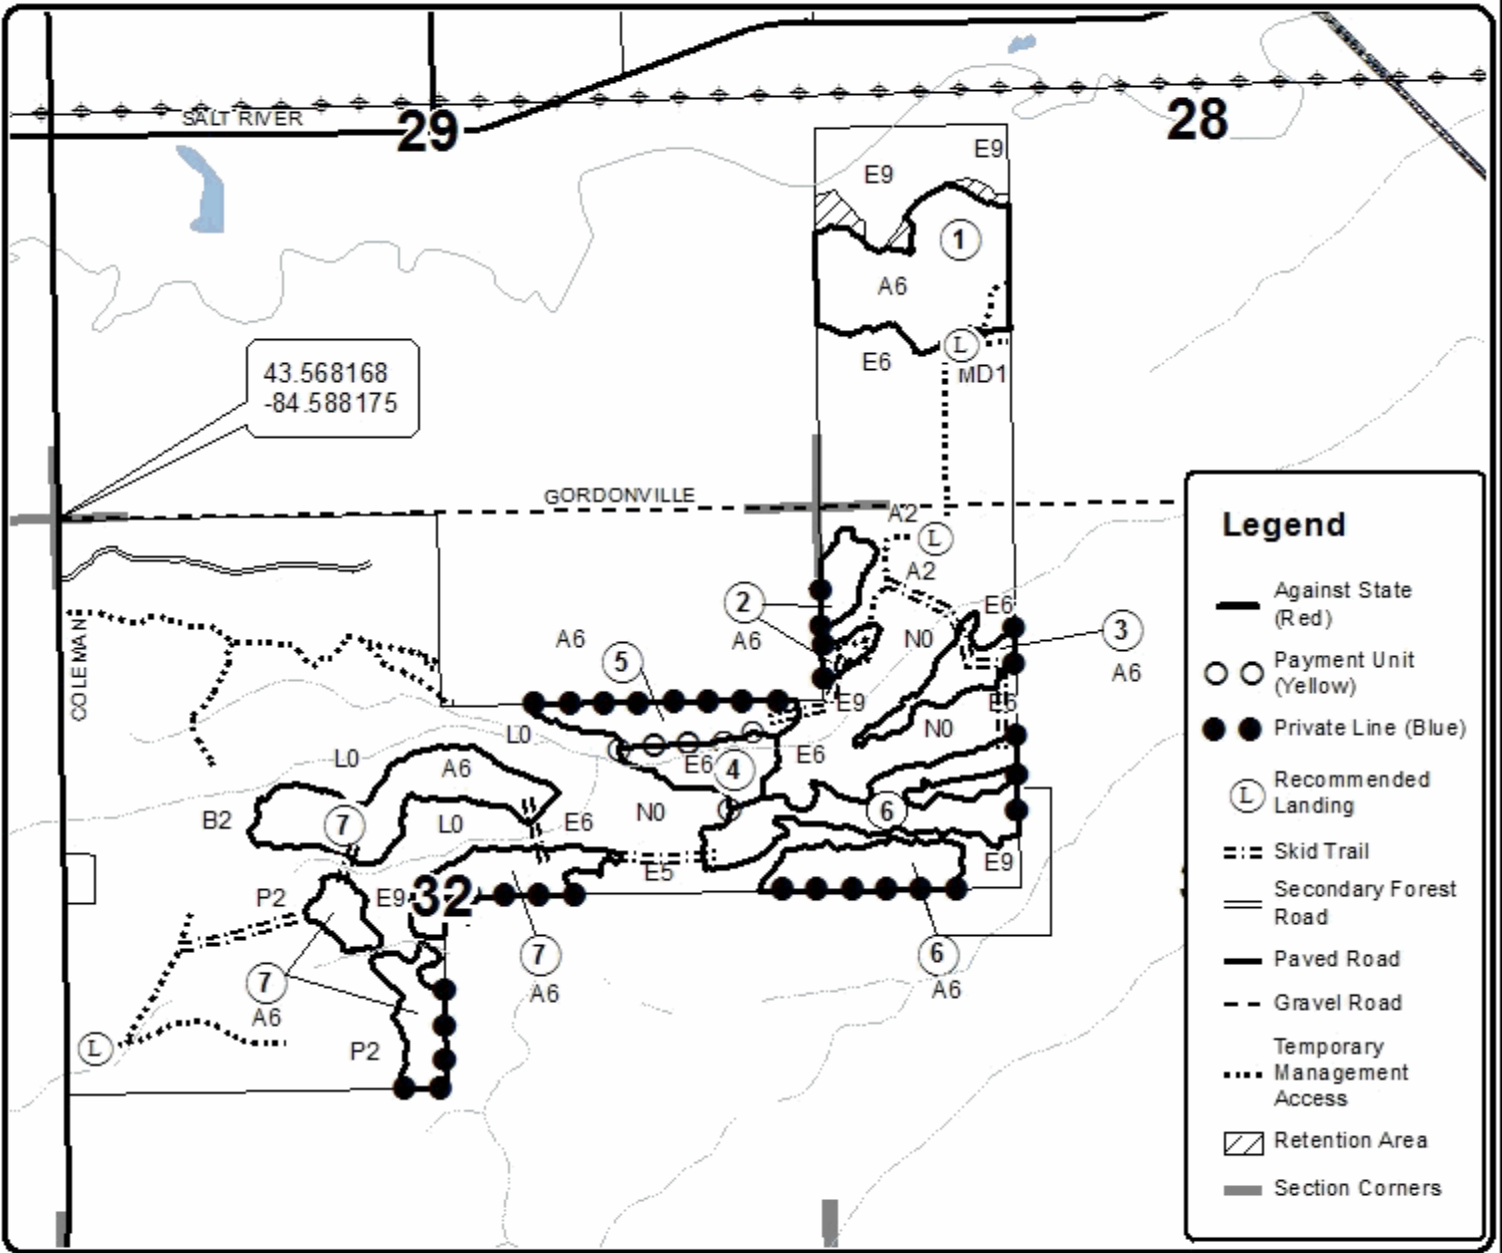 SALT RIVER
29
28
E9
E9
1
A6
L
E6
MD1
43.568168
-84.588175
GORDONVILLE
A2
L
A2
2
E6
3
A6
A6
N0
A6
5
COLEMAN
E9
E5
L0
N0
E6
E6
4
L0
A6
B2
7
L0
E6
N0
6
E5
E9
P2
E9
32
7
A6
6
A6
7
A6
P2
L
Legend
Against State
(Red)
Payment Unit
(Yellow)
Private Line (Blue)
L
Recommended
Landing
Skid Trail
Secondary Forest
Road
Paved Road
Gravel Road
Temporary
Management
Access
Retention Area
Section Corners